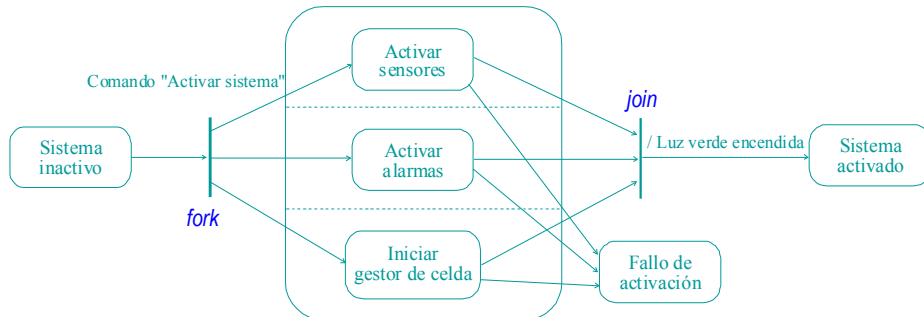 Activar
sensores
Comando "Activar sistema"
join
Sistema
inactivo
Activar
alarmas
/ Luz verde encendida
Sistema
activado
fork
Iniciar
gestor de celda
Fallo de
activación